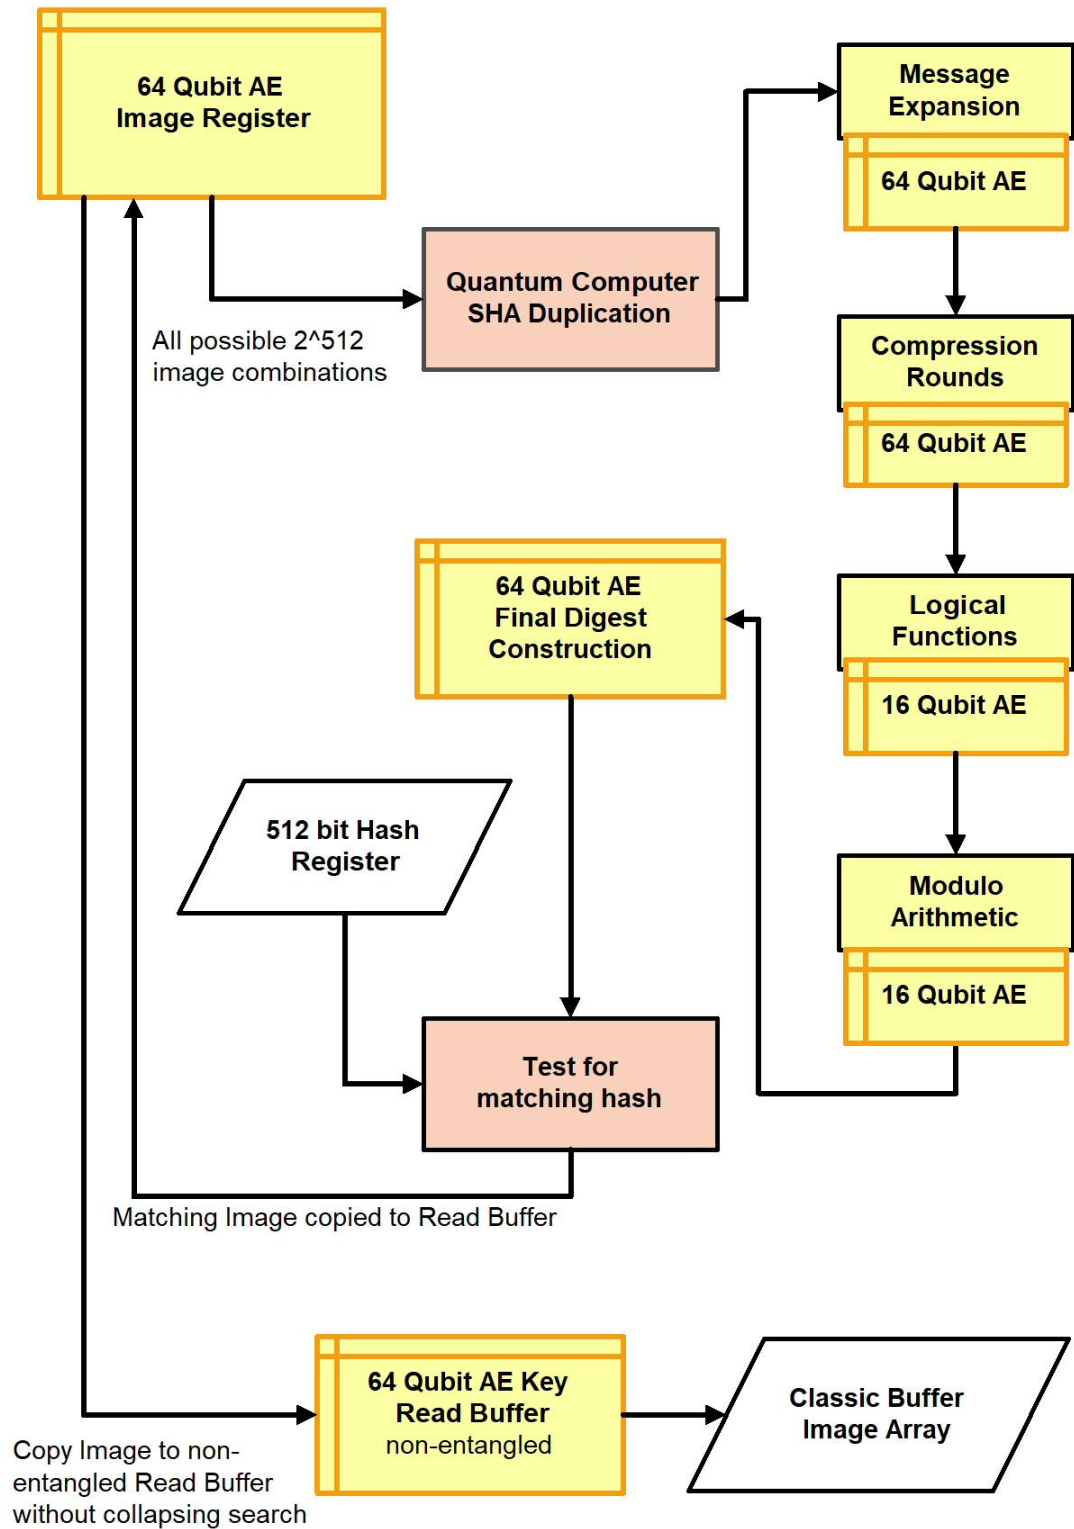 64 Qubit AE
Image Register
Message
Expansion
64 Qubit AE
Quantum Computer
SHA Duplication
All possible 2^512
image combinations
Compression
Rounds
64 Qubit AE
64 Qubit AE
Final Digest
Construction
Logical
Functions
16 Qubit AE
512 bit Hash
Register
Modulo
Arithmetic
16 Qubit AE
Test for
matching hash
Matching Image copied to Read Buffer
64 Qubit AE Key
Read Buffer
non-entangled
Classic Buffer
Image Array
Copy Image to non-
entangled Read Buffer
without collapsing search